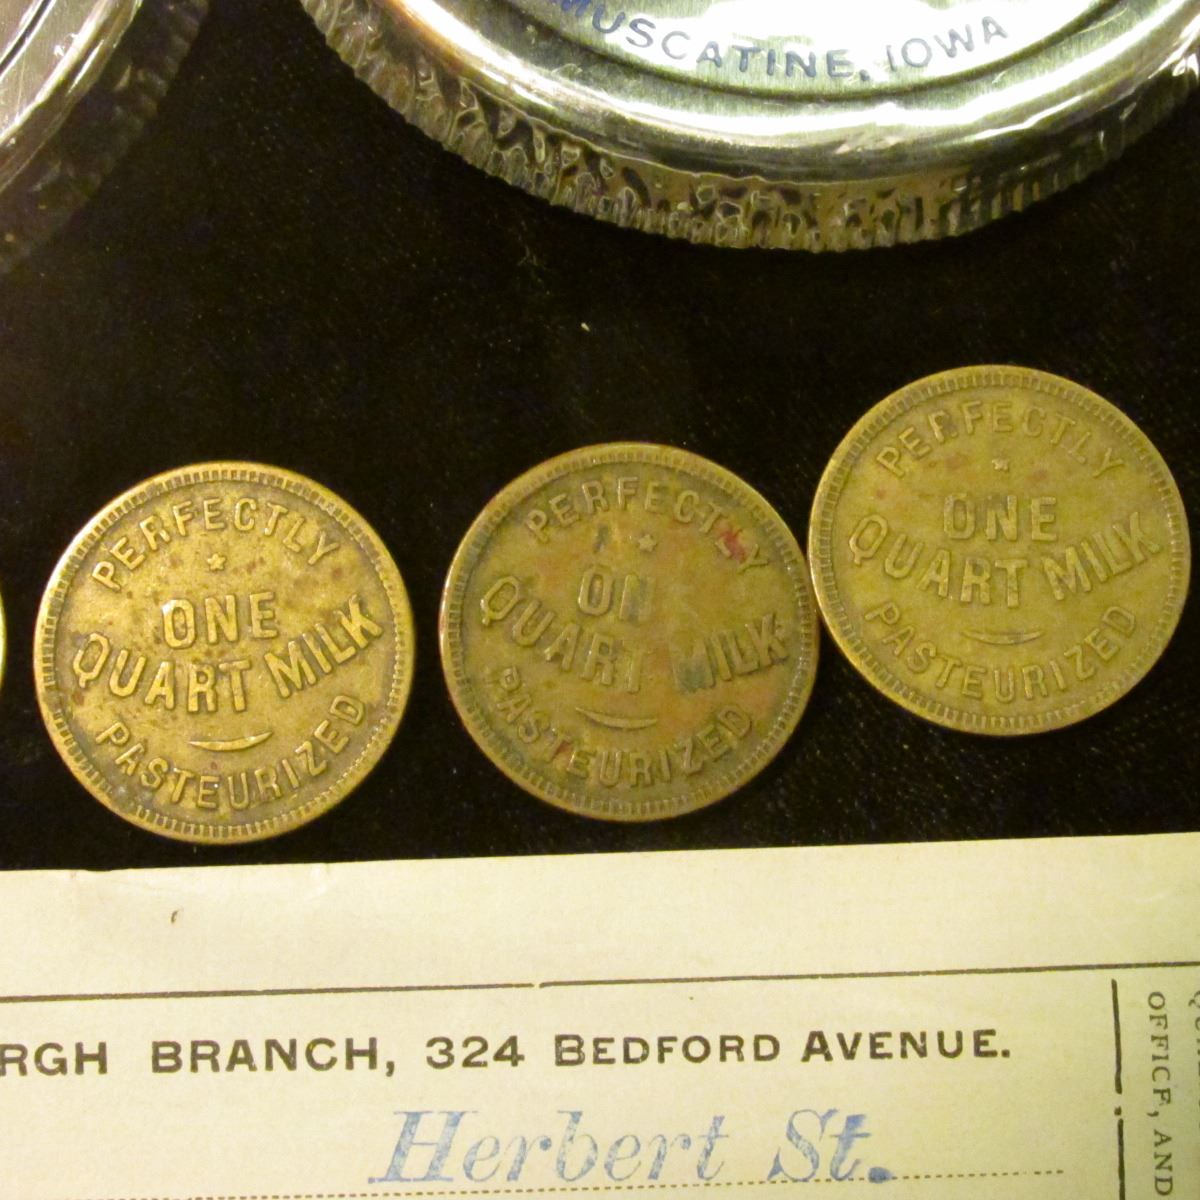 MUSCATINE, IOWA
PERFECTLY
ONE
QUART MILK
PASTEURIZED
PERFECTLY
ON
QUART MILK
PASTEURIZED
PERFECTLY
ONE
QUART MILK
PASTEURIZED
RGH BRANCH, 324 BEDFORD AVENUE.
Herbert St.
OFFICE, AND